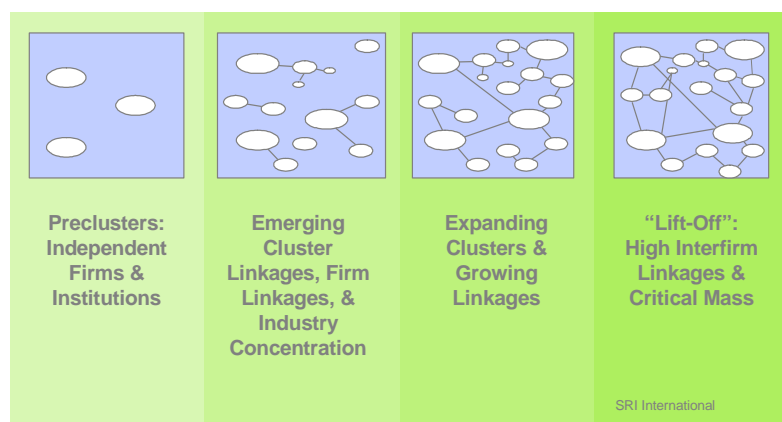 Preclusters:
Independent
Firms &
Institutions
Emerging
Cluster
Linkages, Firm
Linkages, &
Industry
Concentration
Expanding
Clusters &
Growing
Linkages
“Lift-Off”:
High Interfirm
Linkages &
Critical Mass
SRI International